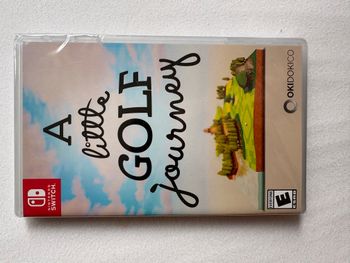 A
little
GOLF
journey
OKIDOKICO
NINTENDO
SWITCH
E